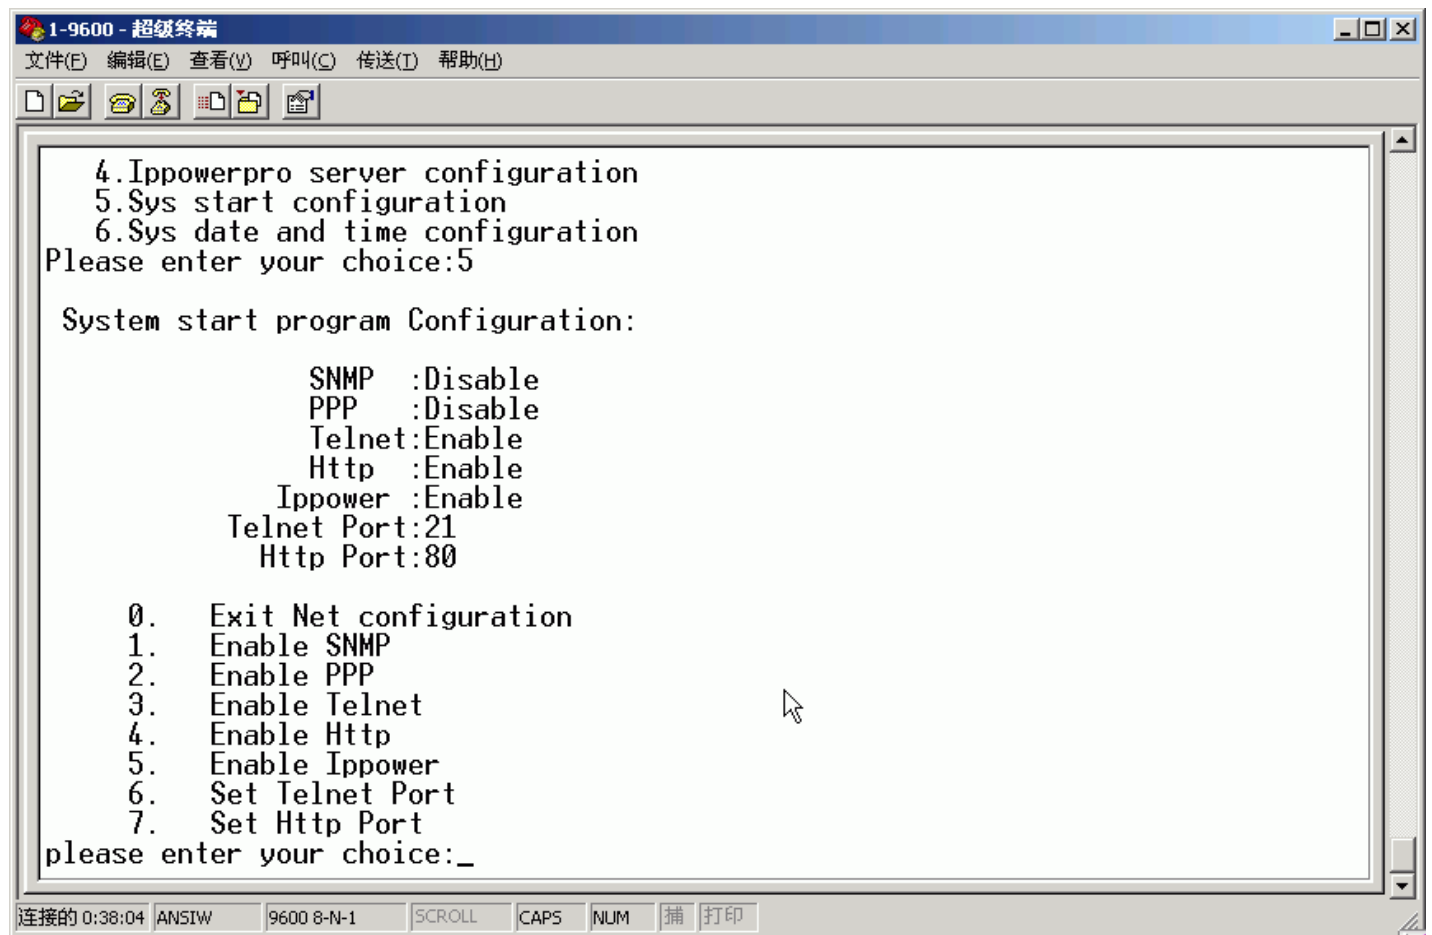 1-9600 - 超级终端
文件(F) 编辑(E) 查看(V) 呼叫(C) 传送(T) 帮助(H)
4.Ippowerpro server configuration
5.Sys start configuration
6.Sys date and time configuration
Please enter your choice:5
System start program Configuration:
SNMP :Disable
PPP :Disable
Telnet:Enable
Http :Enable
Ippower :Enable
Telnet Port:21
Http Port:80
0. Exit Net configuration
1. Enable SNMP
2. Enable PPP
3. Enable Telnet
4. Enable Http
5. Enable Ippower
6. Set Telnet Port
7. Set Http Port
please enter your choice:_
连接的 0:38:04 ANSIW 9600 8-N-1 SCROLL CAPS NUM 捕 打印